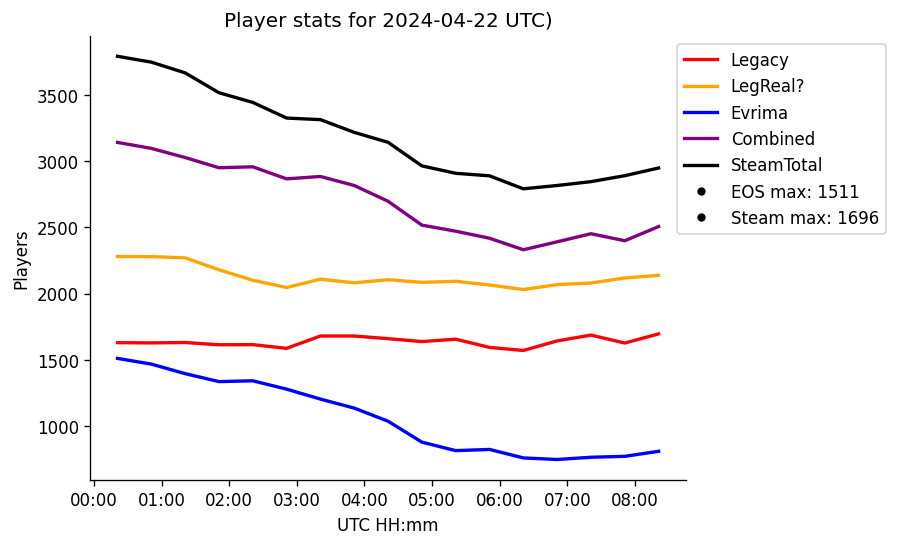 Player stats for 2024-04-22 UTC)
Legacy
LegReal?
Evrima
Combined
SteamTotal
EOS max: 1511
Steam max: 1696
Players
3500
3000
2500
2000
1500
1000
00:00 01:00 02:00 03:00 04:00 05:00 06:00 07:00 08:00
UTC HH:mm